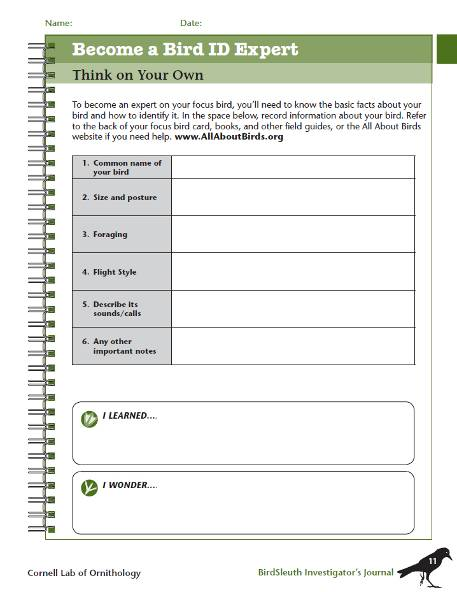 Name: Date:
Become a Bird ID Expert
Think on Your Own
To become an expert on your focus bird, you'll need to know the basic facts about your
bird and how to identify it. In the space below, record information about your bird. Refer
to the back of your focus bird card, books, and other field guides, or the All About Birds
website if you need help. www.AllAboutBirds.org
1. Common name of
your bird
2. Size and posture
3. Foraging
4. Flight Style
5. Describe its
sounds/calls
6. Any other
important notes
I LEARNED....
I WONDER....
Cornell Lab of Ornithology
BirdSleuth Investigator's Journal
11